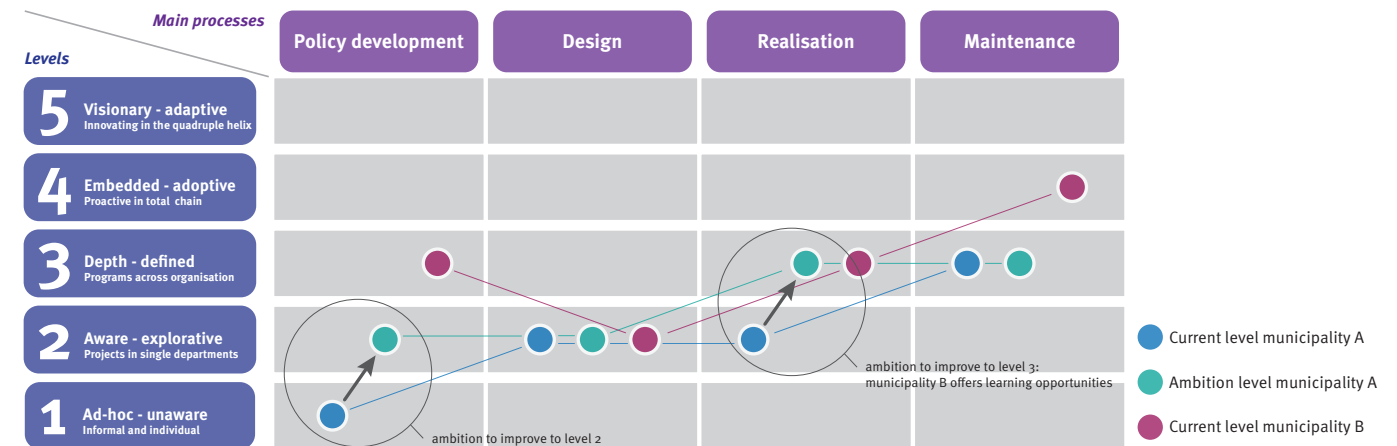 Main processes
Levels
Policy development
Design
Realisation
Maintenance
5
Visionary - adaptive
Innovating in the quadruple helix
4
Embedded - adoptive
Proactive in total chain
3
Depth - defined
Programs across organisation
2
Aware - explorative
Projects in single departments
1
Ad-hoc - unaware
Informal and individual
ambition to improve to level 3:
municipality B offers learning opportunities
ambition to improve to level 2
Current level municipality A
Ambition level municipality A
Current level municipality B